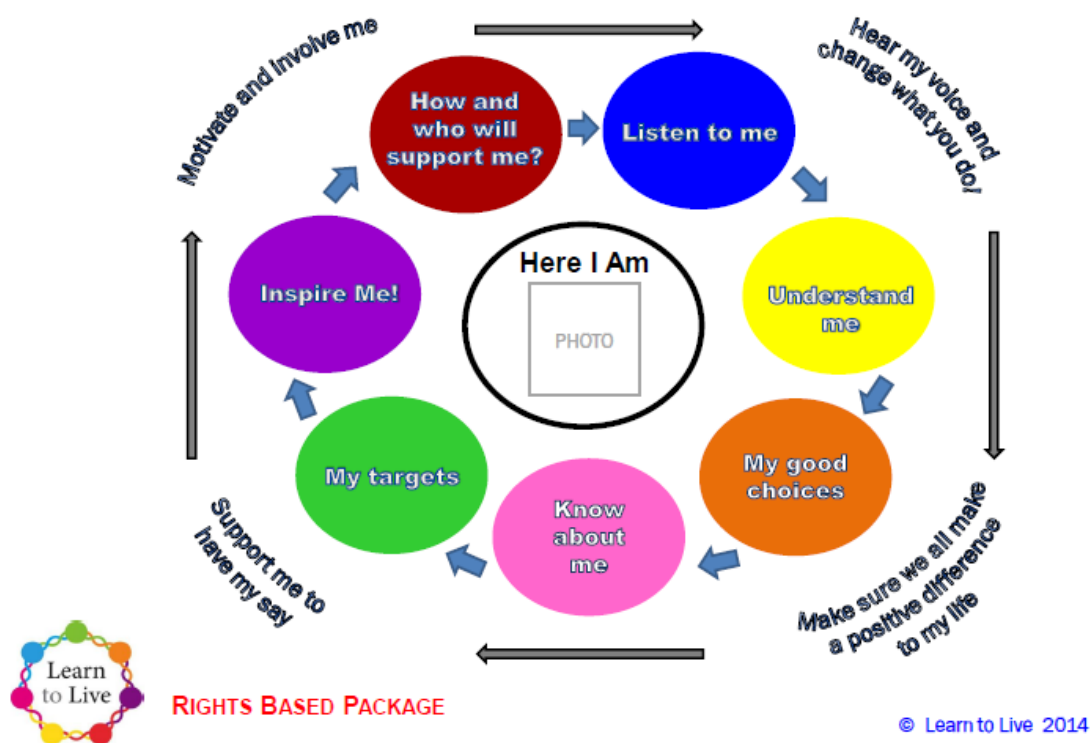 Motivate and involve me
Hear my voice and
change what you do!
How and
who will
support me?
Listen to me
Here I Am
PHOTO
Inspire Me!
Understand
me
My targets
My good
choices
Know
about
me
Support me to
have my say
Make sure we all make
a positive difference
to my life
Learn
to Live
RIGHTS BASED PACKAGE
© Learn to Live 2014